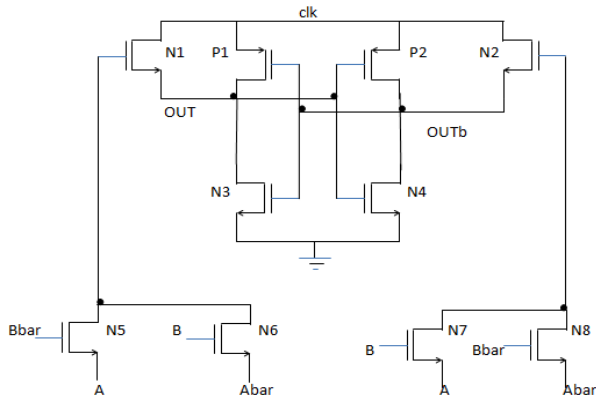 clk
N1 P1 P2 N2
OUT
OUTb
N3 N4
Bbar N5 B N6 B N7 Bbar N8
A Abar A Abar